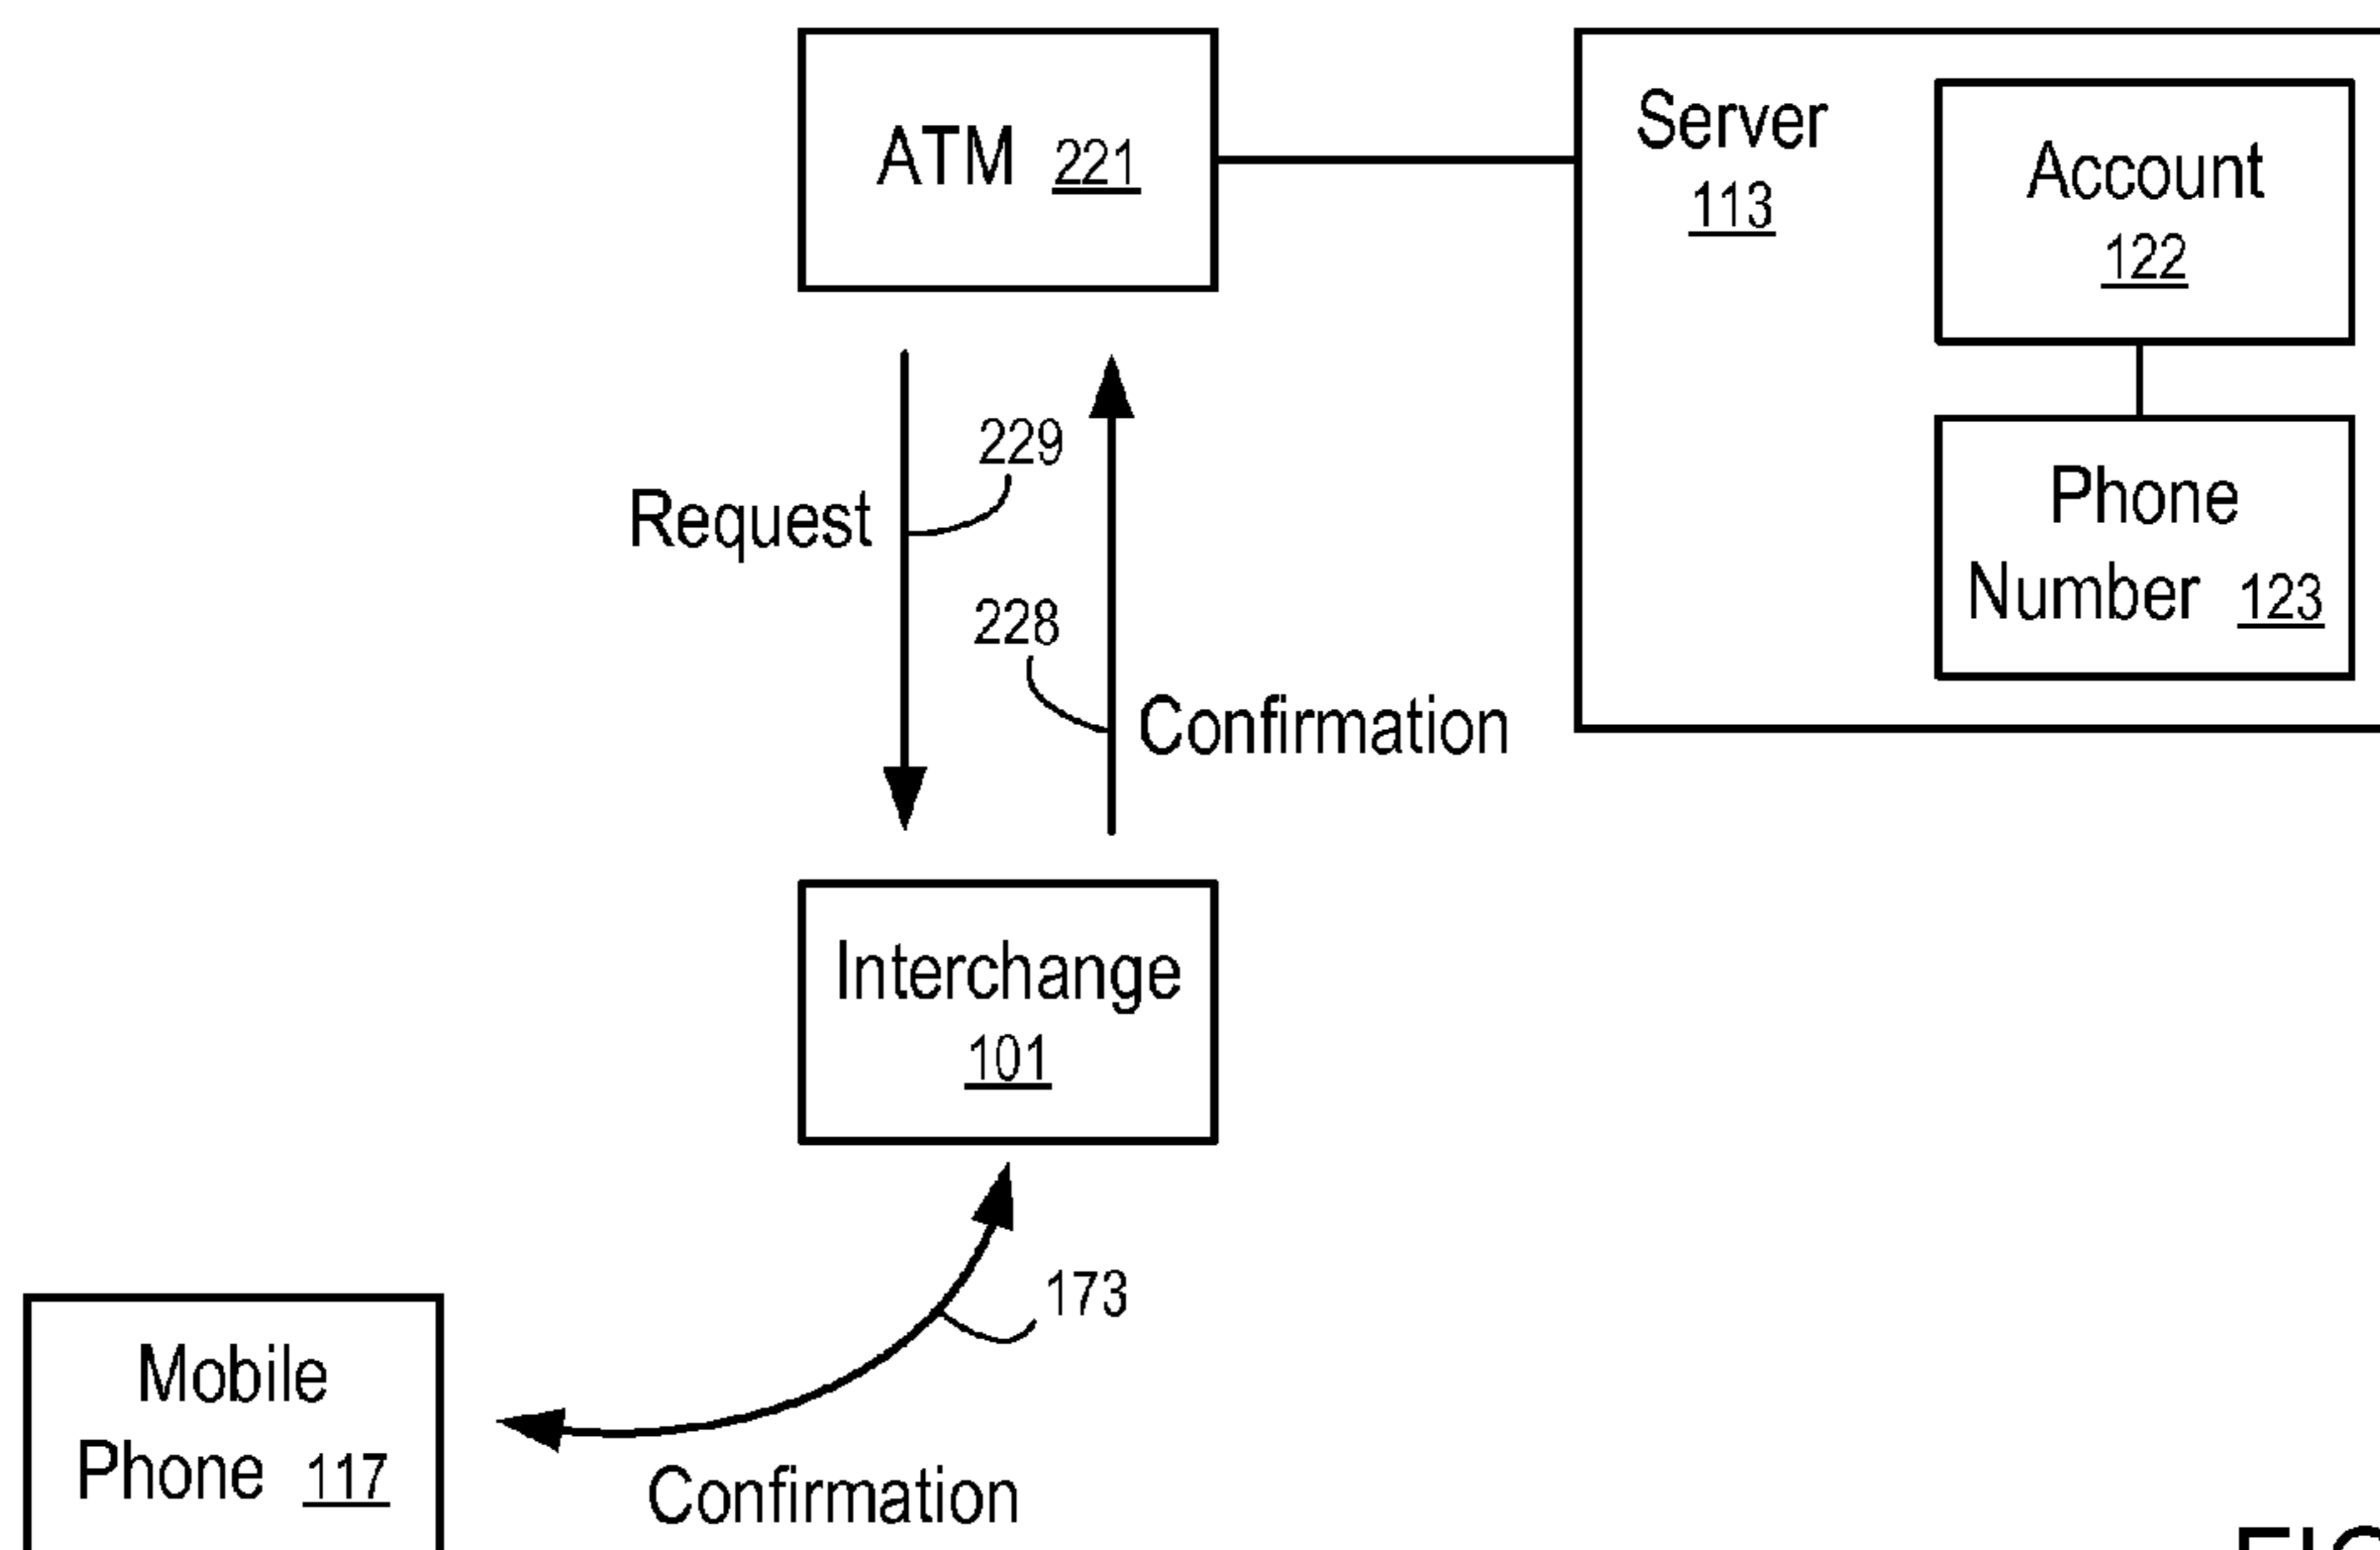 ATM 221
Server
113
Account
122
Phone
Number 123
229
Request
228
Confirmation
Interchange
101
173
Mobile
Phone 117
Confirmation